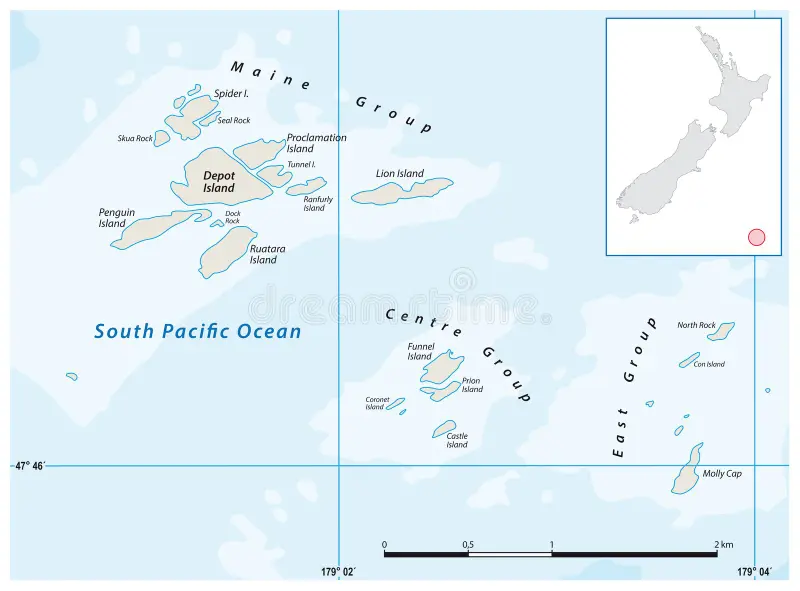 Maine Group
Spider I.
Seal Rock
Skua Rock
Proclamation
Island
Tunnel I.
Depot
Island
Ranfurly
Island
Lion Island
Penguin
Island
Dock
Rock
Ruatara
Island
dreamstime
South Pacific Ocean
Centre Group
Funnel
Island
Prion
Island
Coronet
Island
Castle
Island
East Group
North Rock
Con Island
Molly Cap
47° 46´
0 0,5 1 2 km
179° 02´ 179° 04´